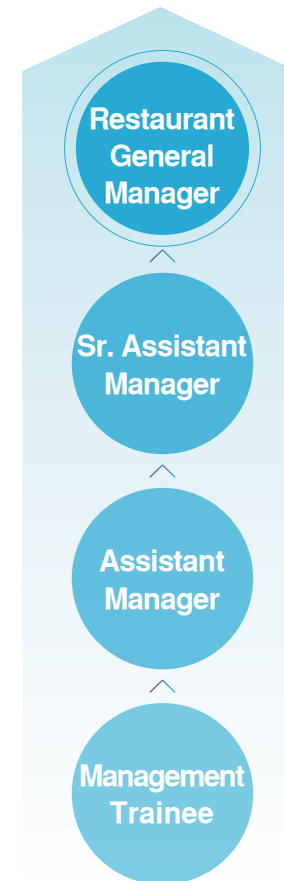 Restaurant
General
Manager
Sr. Assistant
Manager
Assistant
Manager
Management
Trainee